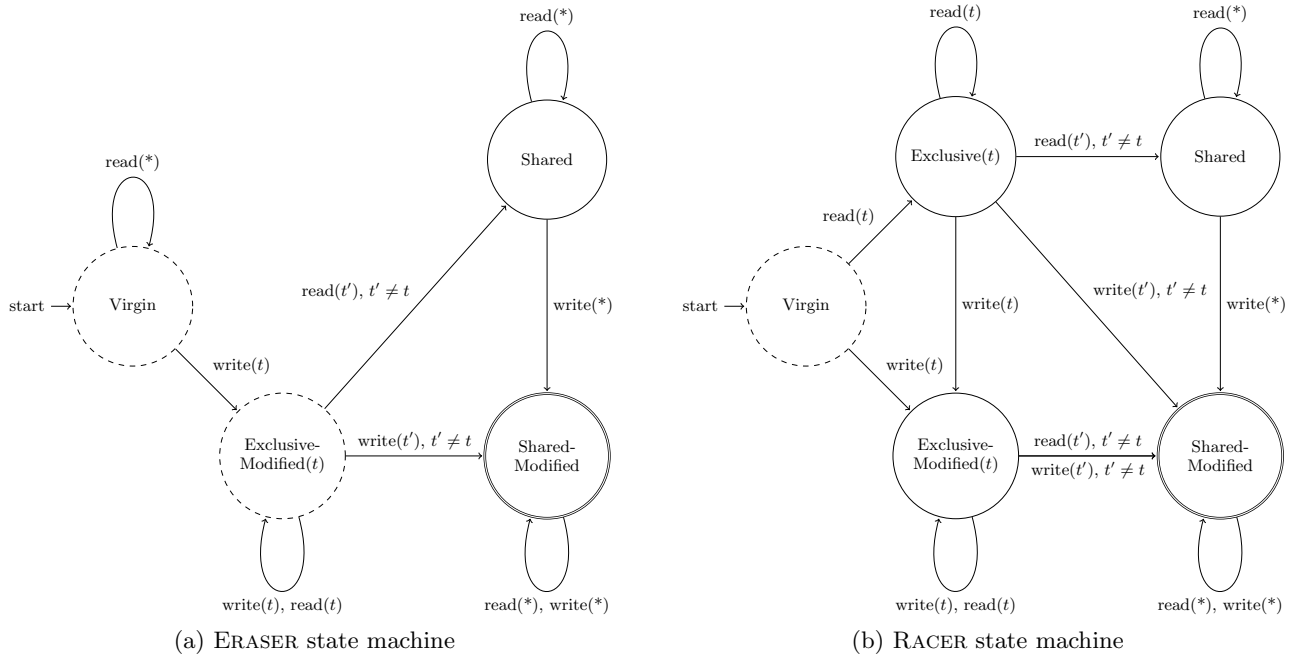 read(*)
Shared
read(*)
start
Virgin
read(t′), t′ ≠ t
write(*)
write(t)
Exclusive-
Modified(t)
write(t′), t′ ≠ t
Shared-
Modified
write(t), read(t)
read(*), write(*)
(a) ERASER state machine
read(t)
read(*)
Exclusive(t)
read(t′), t′ ≠ t
Shared
read(t)
start
Virgin
write(t)
write(t′), t′ ≠ t
write(*)
write(t)
Exclusive-
Modified(t)
read(t′), t′ ≠ t
write(t′), t′ ≠ t
Shared-
Modified
write(t), read(t)
read(*), write(*)
(b) RACER state machine